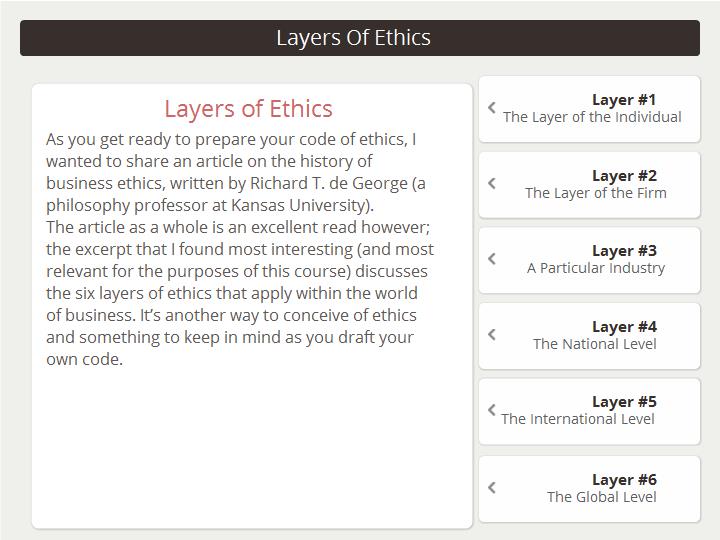 Layers Of Ethics
Layers of Ethics
As you get ready to prepare your code of ethics, I
wanted to share an article on the history of
business ethics, written by Richard T. de George (a
philosophy professor at Kansas University).
The article as a whole is an excellent read however;
the excerpt that I found most interesting (and most
relevant for the purposes of this course) discusses
the six layers of ethics that apply within the world
of business. It’s another way to conceive of ethics
and something to keep in mind as you draft your
own code.
Layer #1
The Layer of the Individual
Layer #2
The Layer of the Firm
Layer #3
A Particular Industry
Layer #4
The National Level
Layer #5
The International Level
Layer #6
The Global Level